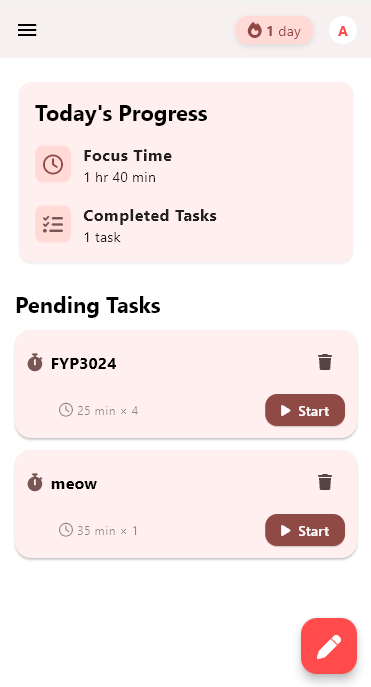 1 day
A
Today's Progress
Focus Time
1 hr 40 min
Completed Tasks
1 task
Pending Tasks
FYP3024
25 min × 4
Start
meow
35 min × 1
Start